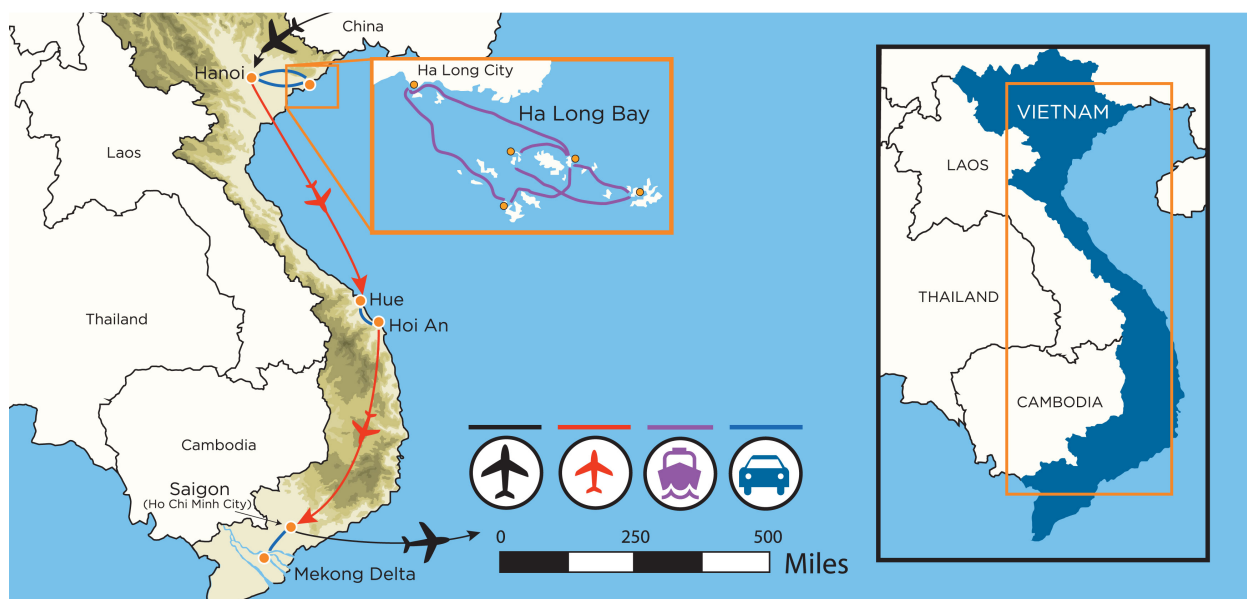 China
Hanoi
Ha Long City
Ha Long Bay
Laos
Thailand
Hue
Hoi An
Cambodia
Saigon
(Ho Chi Minh City)
Mekong Delta
0 250 500
Miles
VIETNAM
LAOS
THAILAND
CAMBODIA